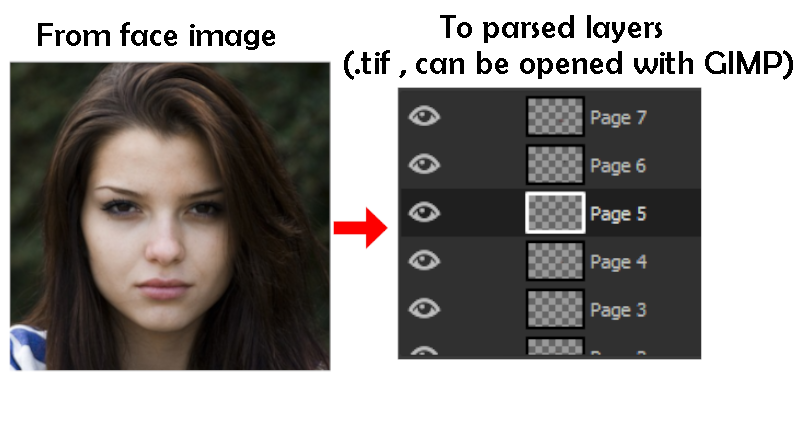 From face image
To parsed layers
(.tif , can be opened with GIMP)
Page 7
Page 6
Page 5
Page 4
Page 3